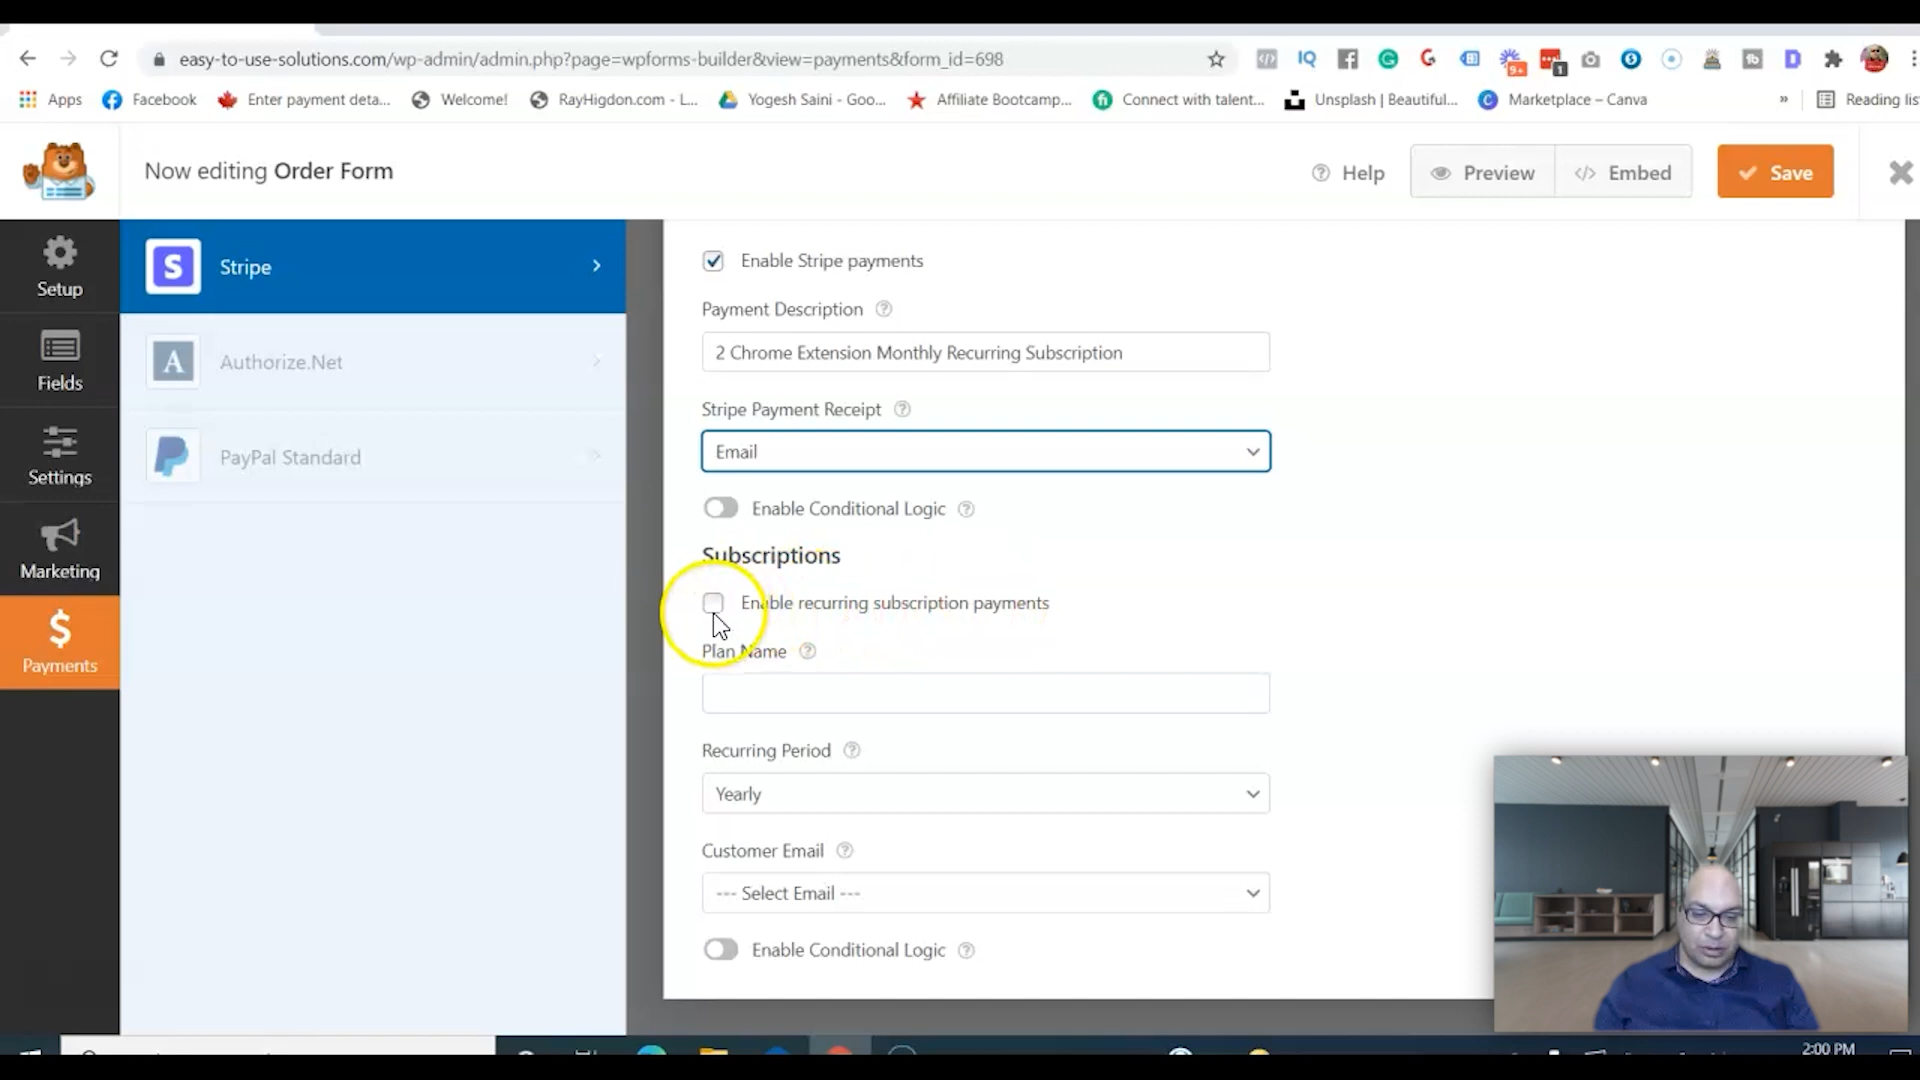 easy-to-use-solutions.com/wp-admin/admin.php?page=wpforms-builder&view=payments&form_id=698
IQ
9+
1
Apps
Facebook
Enter payment deta...
Welcome!
RayHigdon.com - L...
Yogesh Saini - Goo...
Affiliate Bootcamp...
Connect with talent...
Unsplash | Beautiful...
Marketplace – Canva
»
Reading list
Now editing Order Form
Help
Preview
Embed
Save
Setup
Fields
Settings
Marketing
Payments
S
Stripe
A
Authorize.Net
PayPal Standard
Enable Stripe payments
Payment Description
2 Chrome Extension Monthly Recurring Subscription
Stripe Payment Receipt
Email
Enable Conditional Logic
Subscriptions
Enable recurring subscription payments
Plan Name
Recurring Period
Yearly
Customer Email
--- Select Email ---
Enable Conditional Logic
2:00 PM